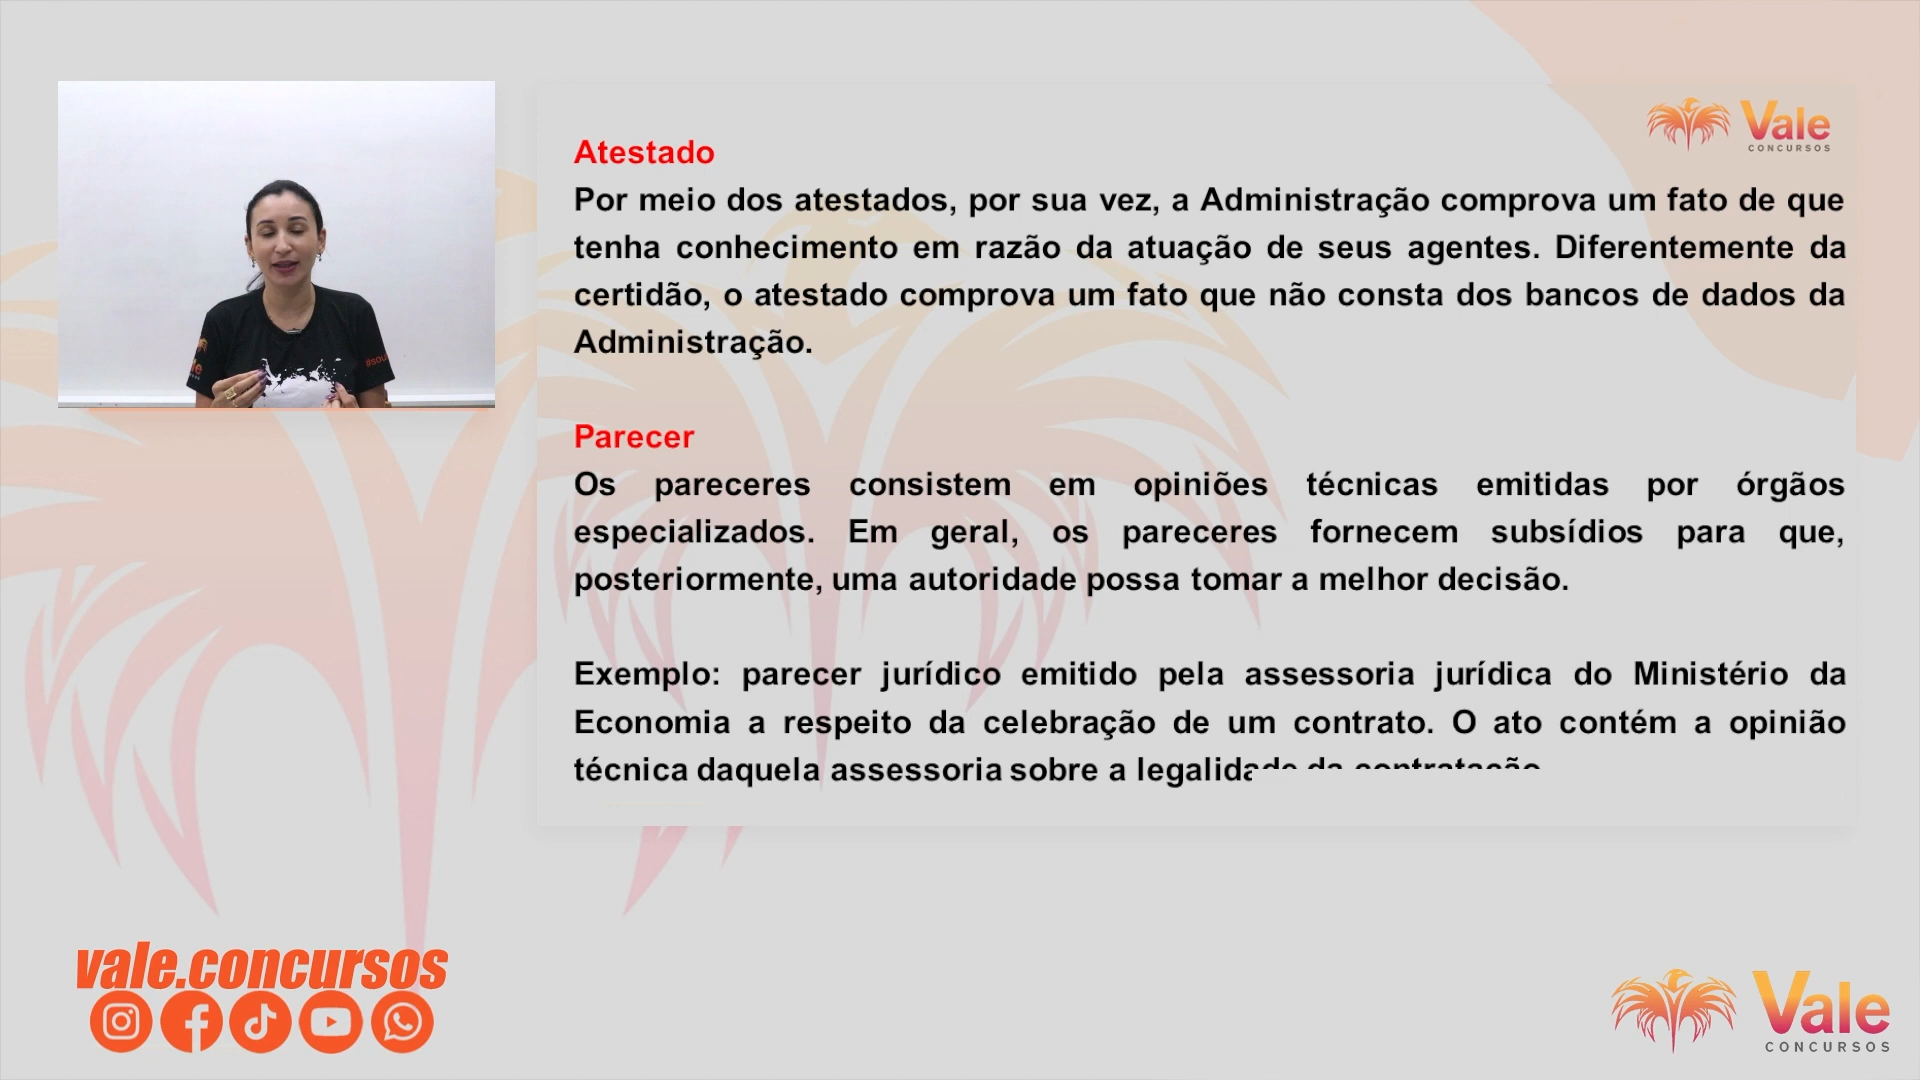 Vale
CONCURSOS
Atestado
Por meio dos atestados, por sua vez, a Administração comprova um fato de que
tenha conhecimento em razão da atuação de seus agentes. Diferentemente da
certidão, o atestado comprova um fato que não consta dos bancos de dados da
Administração.
Parecer
Os pareceres consistem em opiniões técnicas emitidas por órgãos
especializados. Em geral, os pareceres fornecem subsídios para que,
posteriormente, uma autoridade possa tomar a melhor decisão.
Exemplo: parecer jurídico emitido pela assessoria jurídica do Ministério da
Economia a respeito da celebração de um contrato. O ato contém a opinião
técnica daquela assessoria sobre a legalidade da contratação
#sou
vale.concursos
Vale
CONCURSOS